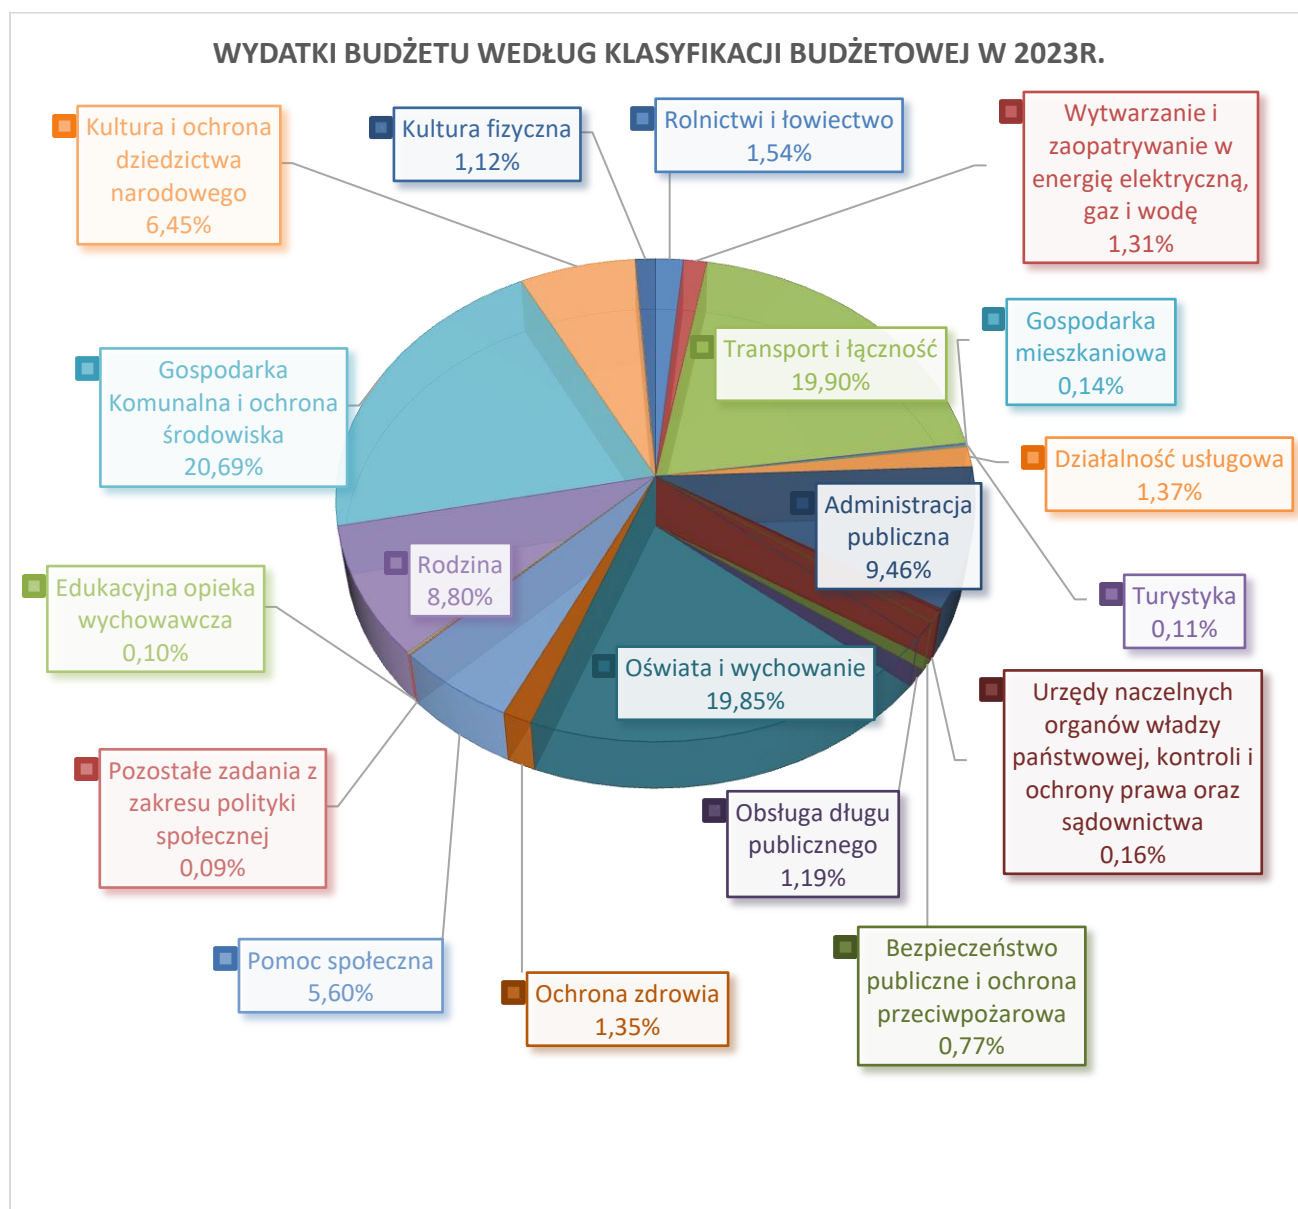 WYDATKI BUDŻETU WEDŁUG KLASYFIKACJI BUDŻETOWEJ W 2023R.
Kultura i ochrona
dziedzictwa
narodowego
6,45%
Kultura fizyczna
1,12%
Rolnictwi i łowiectwo
1,54%
Wytwarzanie i
zaopatrywanie w
energię elektryczną,
gaz i wodę
1,31%
Gospodarka
Komunalna i ochrona
środowiska
20,69%
Transport i łączność
19,90%
Gospodarka
mieszkaniowa
0,14%
Działalność usługowa
1,37%
Administracja
publiczna
9,46%
Edukacyjna opieka
wychowawcza
0,10%
Rodzina
8,80%
Turystyka
0,11%
Oświata i wychowanie
19,85%
Urzędy naczelnych
organów władzy
państwowej, kontroli i
ochrony prawa oraz
sądownictwa
0,16%
Pozostałe zadania z
zakresu polityki
społecznej
0,09%
Obsługa długu
publicznego
1,19%
Pomoc społeczna
5,60%
Ochrona zdrowia
1,35%
Bezpieczeństwo
publiczne i ochrona
przeciwpożarowa
0,77%